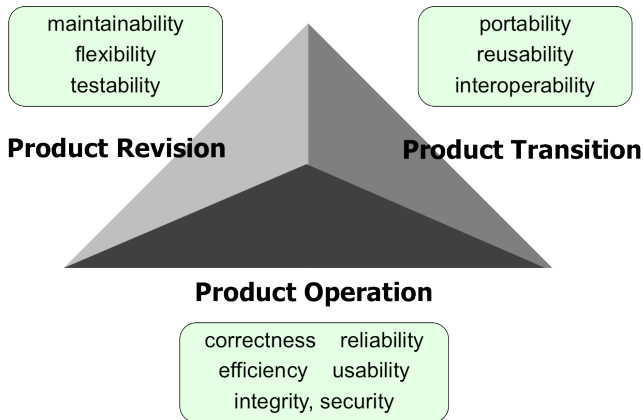 maintainability
flexibility
testability
portability
reusability
interoperability
Product Revision
Product Transition
Product Operation
correctness reliability
efficiency usability
integrity, security